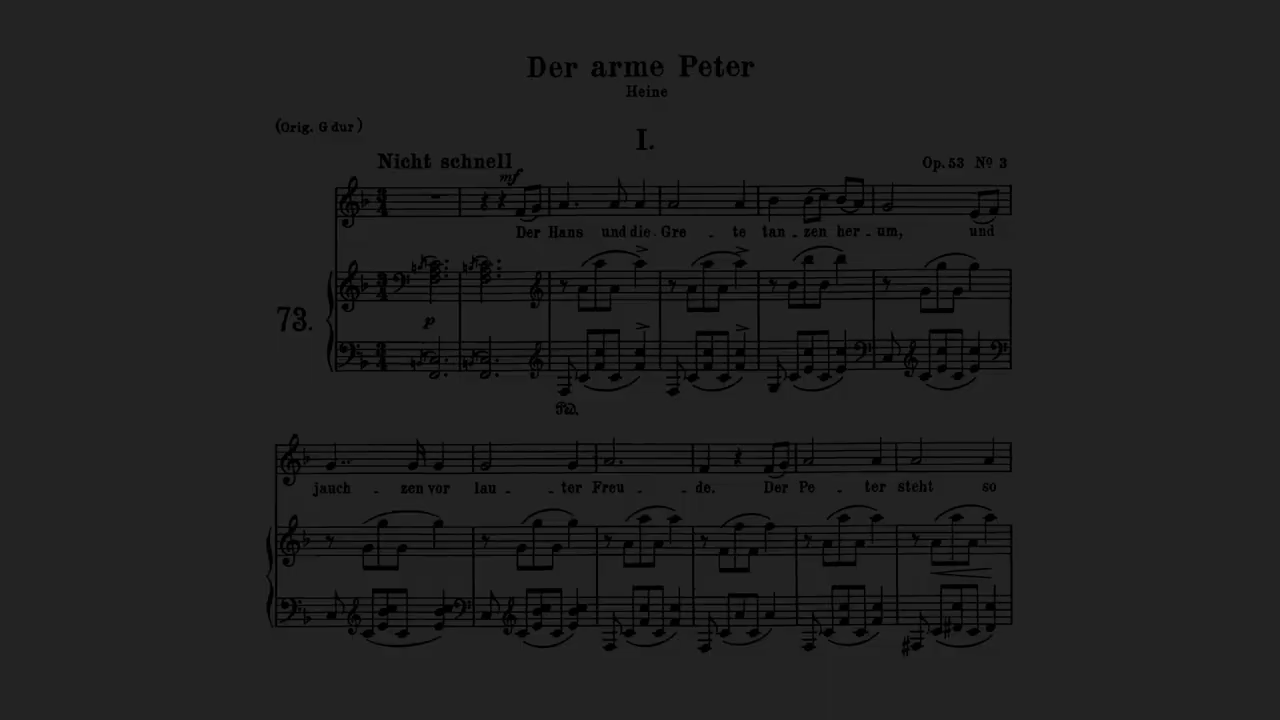 Der arme Peter
Heine
(Orig. G dur)
I.
Nicht schnell
Op. 53 No 3
mf
Der Hans und die Gre - te tan - zen her - um, und
73.
p
Ped.
jauch - zen vor lau - ter Freu - de. Der Pe - ter steht so